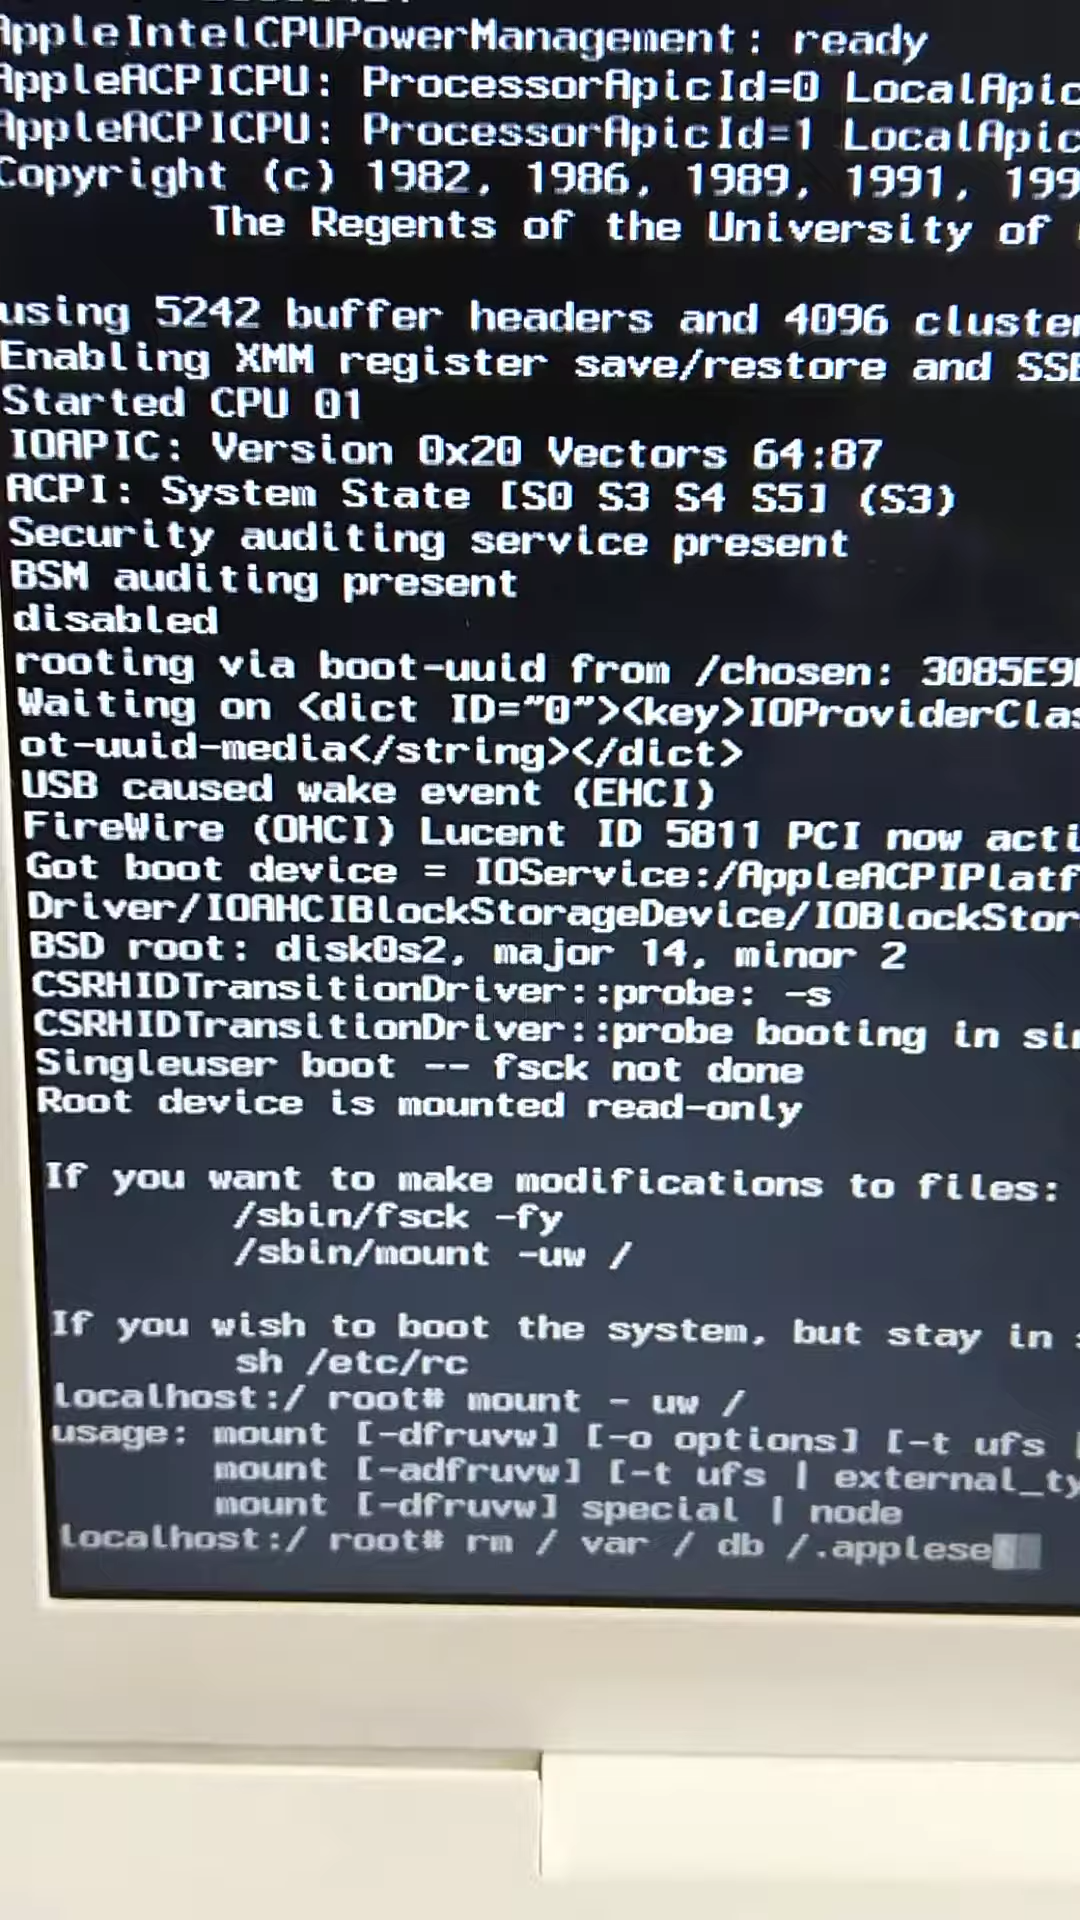 AppleIntelCPUPowerManagement: ready
AppleACPICPU: ProcessorApicId=0 LocalApic
AppleACPICPU: ProcessorApicId=1 LocalApic
Copyright (c) 1982, 1986, 1989, 1991, 199
The Regents of the University of
using 5242 buffer headers and 4096 cluster
Enabling XMM register save/restore and SSE
Started CPU 01
IOAPIC: Version 0x20 Vectors 64:87
ACPI: System State [S0 S3 S4 S5] (S3)
Security auditing service present
BSM auditing present
disabled
rooting via boot-uuid from /chosen: 3085E9
Waiting on <dict ID="0"><key>IOProviderClas
ot-uuid-media</string></dict>
USB caused wake event (EHCI)
FireWire (OHCI) Lucent ID 5811 PCI now acti
Got boot device = IOService:/AppleACPIPlatf
Driver/IOAHCIBlockStorageDevice/IOBlockStor
BSD root: disk0s2, major 14, minor 2
CSRHIDTransitionDriver::probe: -s
CSRHIDTransitionDriver::probe booting in sin
Singleuser boot -- fsck not done
Root device is mounted read-only
If you want to make modifications to files:
/sbin/fsck -fy
/sbin/mount -uw /
If you wish to boot the system, but stay in
sh /etc/rc
localhost:/ root# mount - uw /
usage: mount [-dfruvw] [-o options] [-t ufs |
mount [-adfruvw] [-t ufs | external_ty
mount [-dfruvw] special | node
localhost:/ root# rm / var / db /.applese